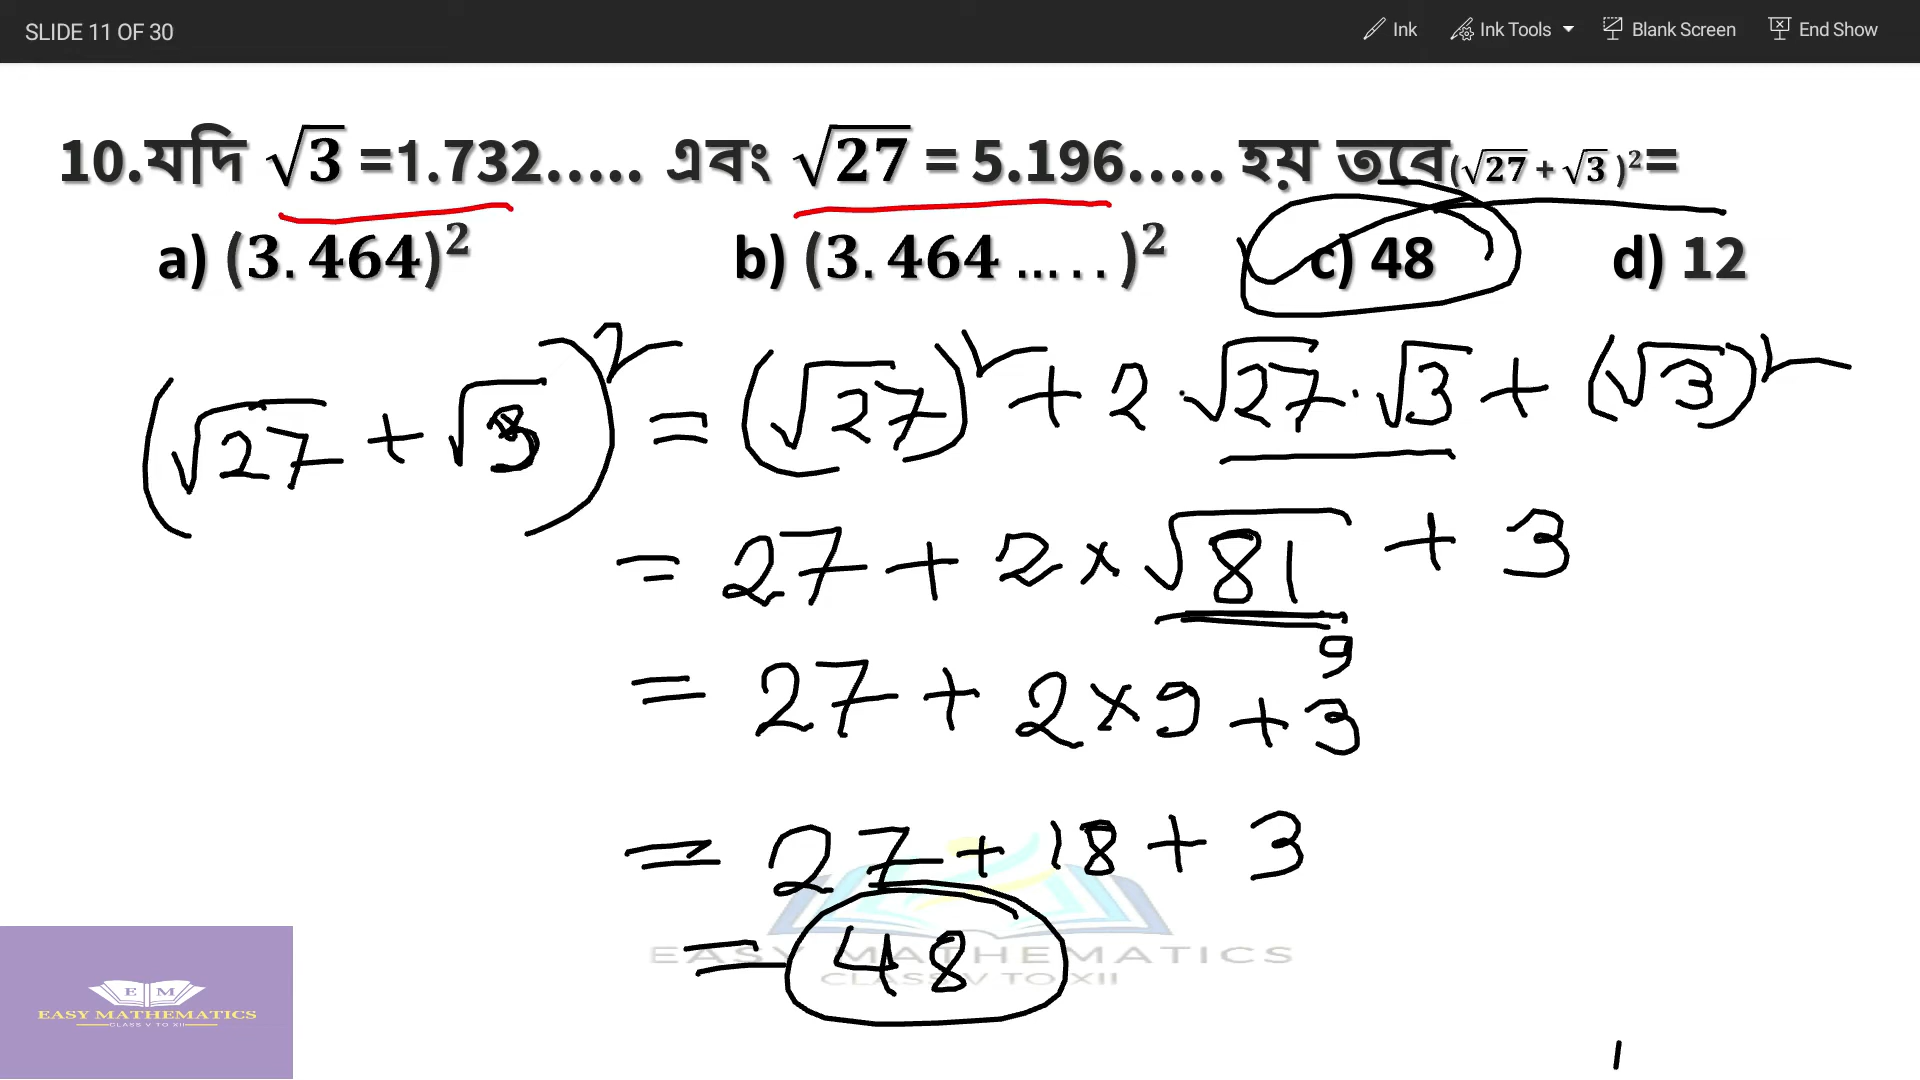 SLIDE 11 OF 30 Ink Ink Tools Blank Screen End Show
10.যদি √3 =1.732..... এবং √27 = 5.196..... হয় তবে(√27 + √3 )²=
a) (3.464)² b) (3.464 ... . . )² c) 48 d) 12
(√27 + √3)² = (√27)² + 2.√27.√3 + (√3)²
= 27 + 2 × √81 + 3
9
= 27 + 2×9 + 3
= 27 + 18 + 3
= 48
EASY MATHEMATICS
CLASS V TO XII
E M
EASY MATHEMATICS
CLASS V TO XII